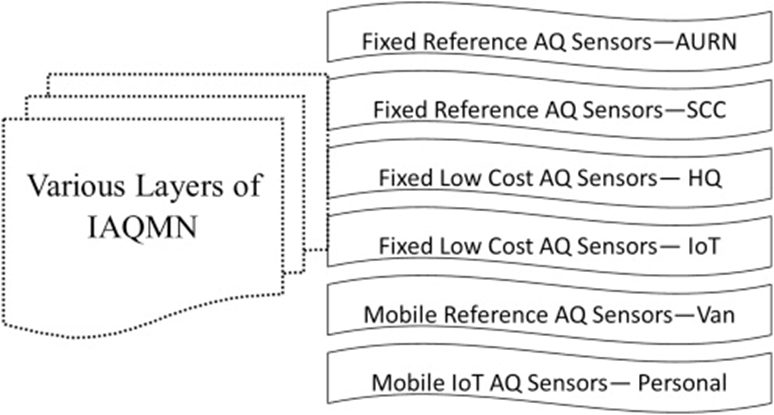 Various Layers of
IAQMN
Fixed Reference AQ Sensors—AURN
Fixed Reference AQ Sensors—SCC
Fixed Low Cost AQ Sensors— HQ
Fixed Low Cost AQ Sensors— IoT
Mobile Reference AQ Sensors—Van
Mobile IoT AQ Sensors— Personal